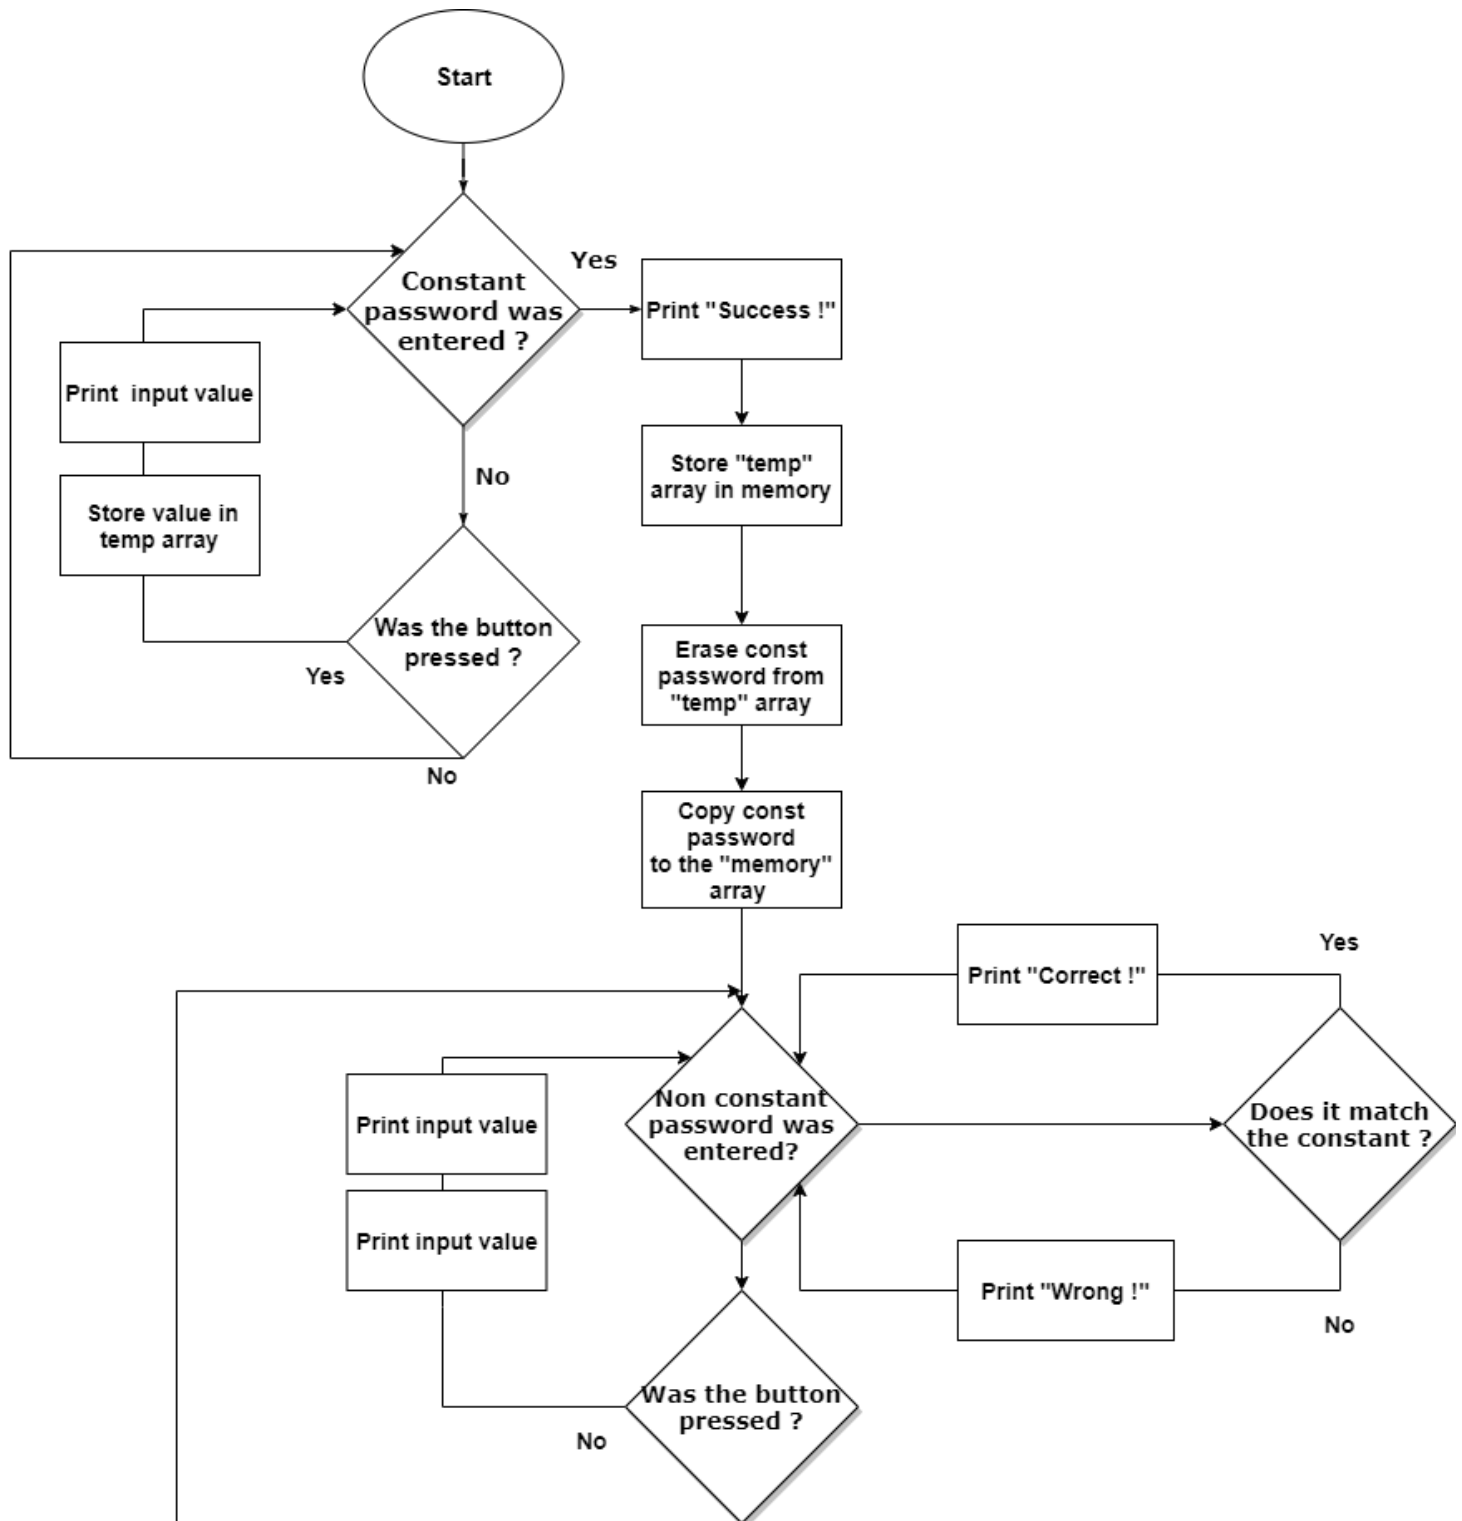 Start
Constant
password was
entered ?
Yes
Print "Success !"
Print  input value
Store "temp"
array in memory
No
Store value in
temp array
Was the button
pressed ?
Yes
No
Erase const
password from
"temp" array
Copy const
password
to the "memory"
array
Yes
Print "Correct !"
Non constant
password was
entered?
Does it match
the constant ?
Print input value
Print input value
Print "Wrong !"
No
Was the button
pressed ?
No